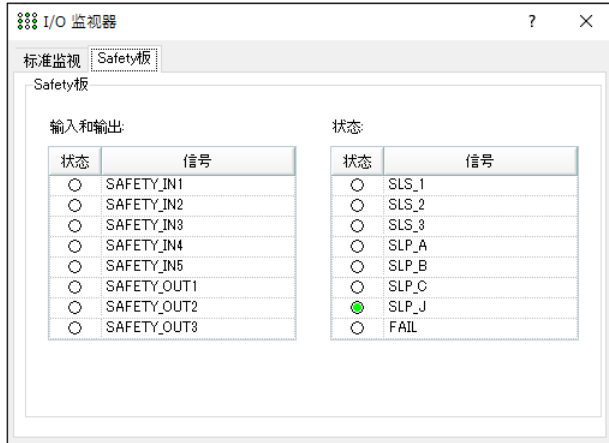 I/O 监视器 ? ×
标准监视 Safety板
Safety板
输入和输出:
状态 信号
SAFETY_IN1
SAFETY_IN2
SAFETY_IN3
SAFETY_IN4
SAFETY_IN5
SAFETY_OUT1
SAFETY_OUT2
SAFETY_OUT3
状态:
状态 信号
SLS_1
SLS_2
SLS_3
SLP_A
SLP_B
SLP_C
SLP_J
FAIL